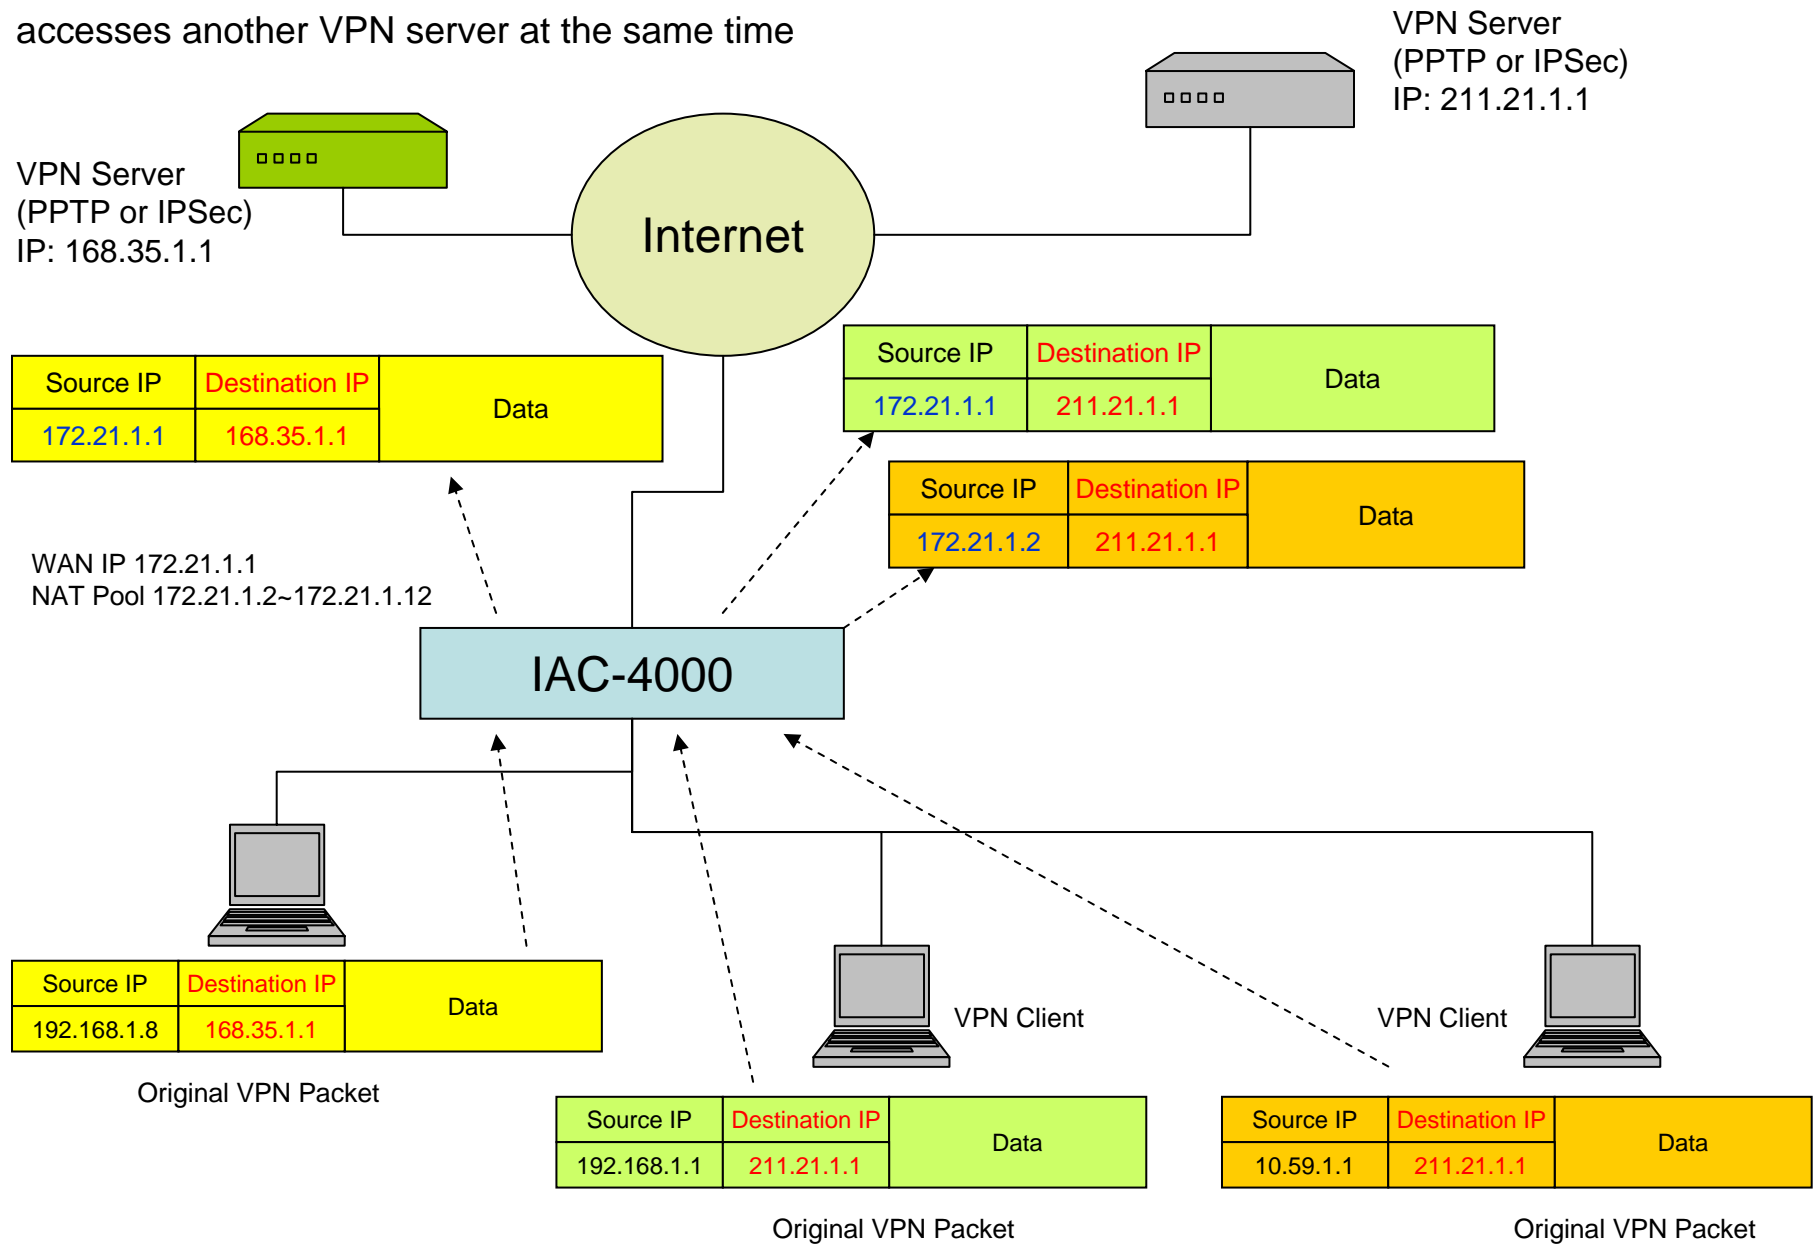 accesses another VPN server at the same time
VPN Server
(PPTP or IPSec)
IP: 211.21.1.1
VPN Server
(PPTP or IPSec)
IP: 168.35.1.1
Internet
Source IP Destination IP Data
172.21.1.1 168.35.1.1
Source IP Destination IP Data
172.21.1.1 211.21.1.1
Source IP Destination IP Data
172.21.1.2 211.21.1.1
WAN IP 172.21.1.1
NAT Pool 172.21.1.2~172.21.1.12
IAC-4000
Source IP Destination IP Data
192.168.1.8 168.35.1.1
Original VPN Packet
VPN Client
VPN Client
Source IP Destination IP Data
192.168.1.1 211.21.1.1
Original VPN Packet
Source IP Destination IP Data
10.59.1.1 211.21.1.1
Original VPN Packet